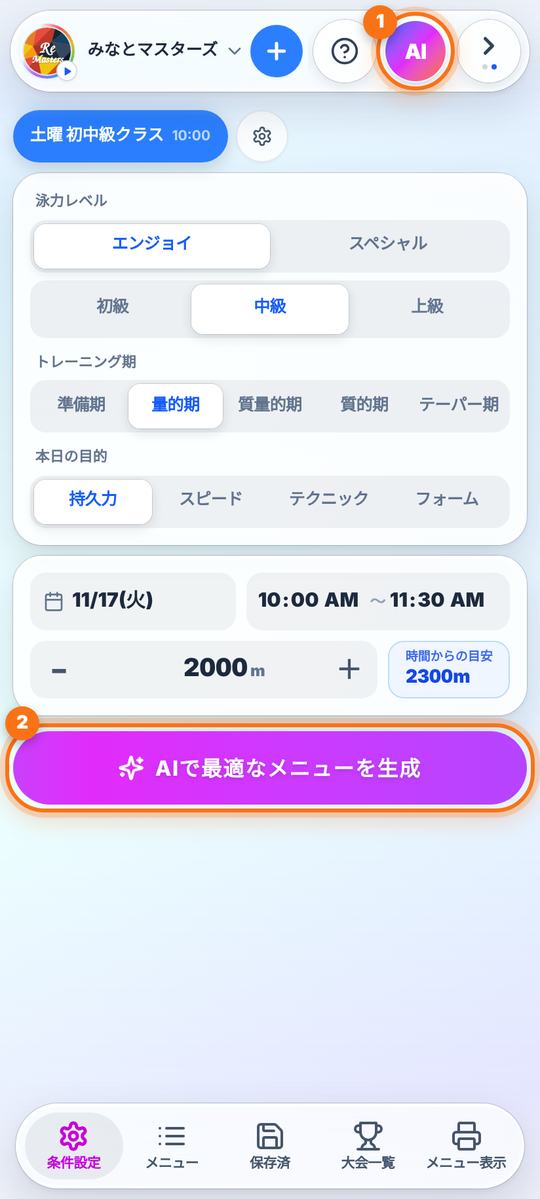 Re
Masters
みなとマスターズ
1
AI
土曜 初中級クラス 10:00
泳力レベル
エンジョイ スペシャル
初級 中級 上級
トレーニング期
準備期 量的期 質量的期 質的期 テーパー期
本日の目的
持久力 スピード テクニック フォーム
11/17(火) 10:00 AM 〜 11:30 AM
− 2000m + 時間からの目安
2300m
2
AIで最適なメニューを生成
条件設定 メニュー 保存済 大会一覧 メニュー表示